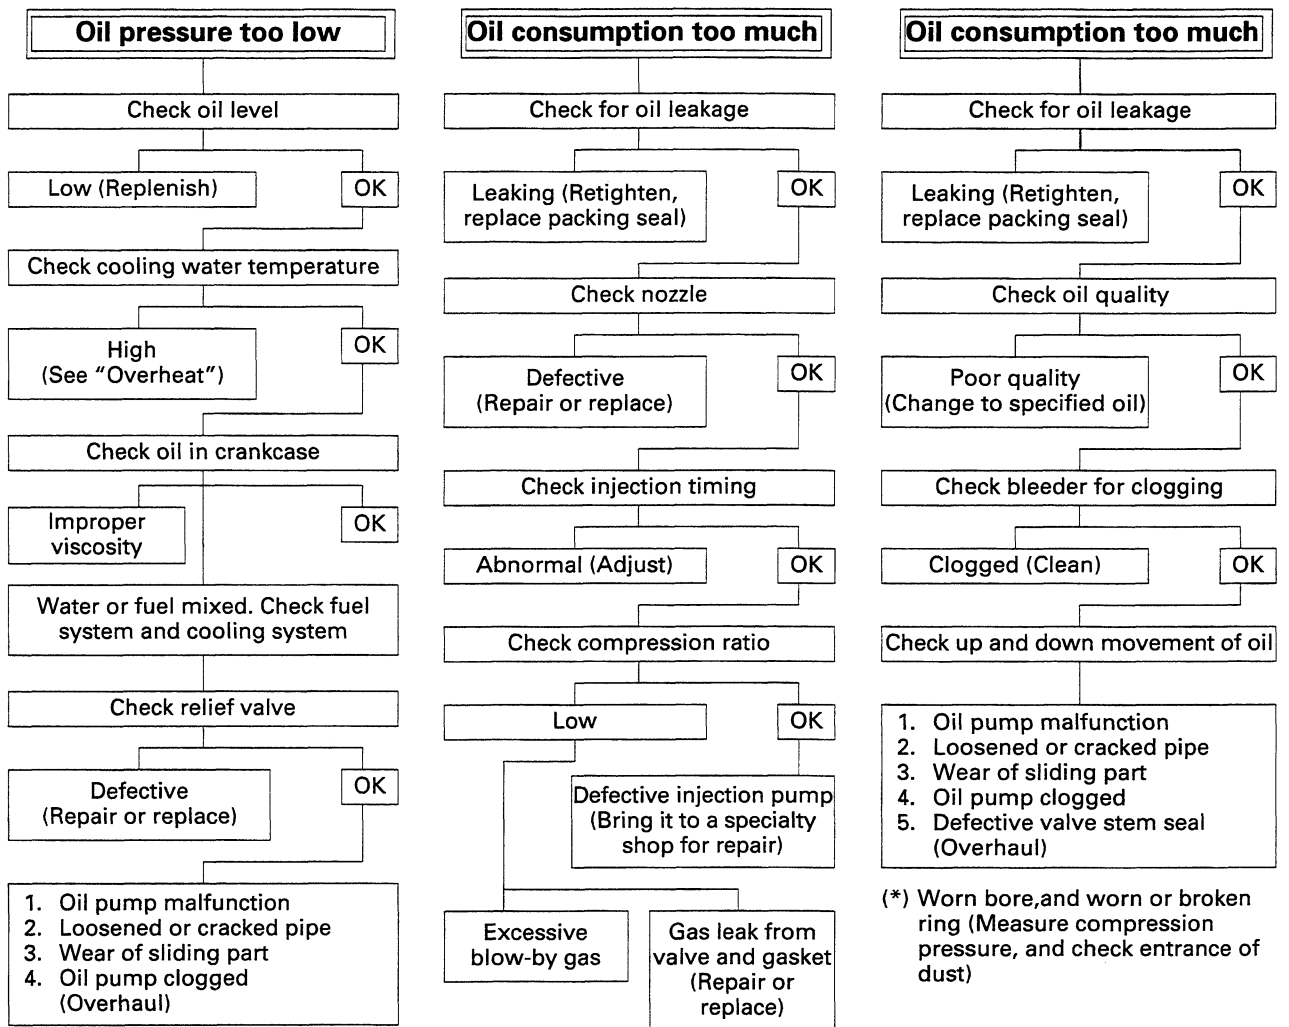 Oil pressure too low
Check oil level
Low (Replenish)
OK
Check cooling water temperature
High
(See “Overheat”)
OK
Check oil in crankcase
Improper
viscosity
OK
Water or fuel mixed. Check fuel
system and cooling system
Check relief valve
Defective
(Repair or replace)
OK
1. Oil pump malfunction
2. Loosened or cracked pipe
3. Wear of sliding part
4. Oil pump clogged
(Overhaul)
Oil consumption too much
Check for oil leakage
Leaking (Retighten,
replace packing seal)
OK
Check nozzle
Defective
(Repair or replace)
OK
Check injection timing
Abnormal (Adjust)
OK
Check compression ratio
Low
OK
Defective injection pump
(Bring it to a specialty
shop for repair)
Excessive
blow-by gas
Gas leak from
valve and gasket
(Repair or
replace)
Oil consumption too much
Check for oil leakage
Leaking (Retighten,
replace packing seal)
OK
Check oil quality
Poor quality
(Change to specified oil)
OK
Check bleeder for clogging
Clogged (Clean)
OK
Check up and down movement of oil
1. Oil pump malfunction
2. Loosened or cracked pipe
3. Wear of sliding part
4. Oil pump clogged
5. Defective valve stem seal
(Overhaul)
(*) Worn bore,and worn or broken
ring (Measure compression
pressure, and check entrance of
dust)